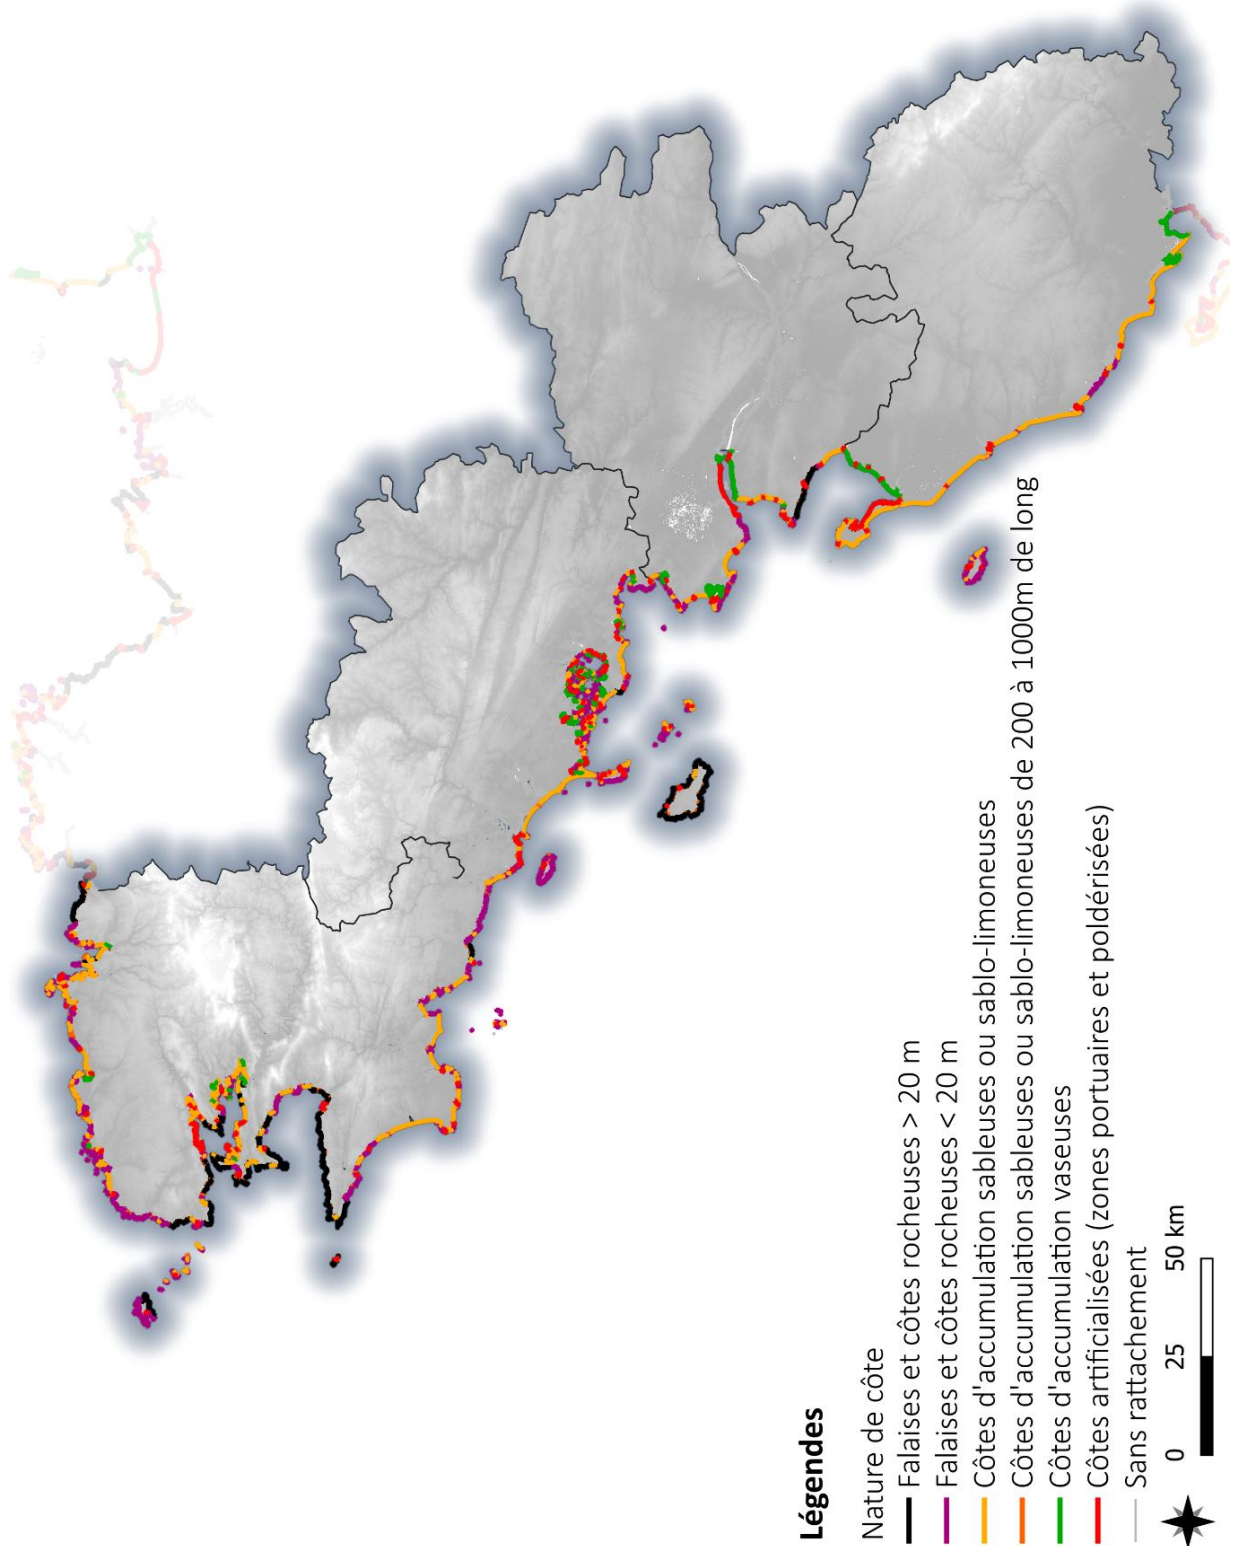 Légendes
Nature de côte
Falaises et côtes rocheuses > 20 m
Falaises et côtes rocheuses < 20 m
Côtes d'accumulation sableuses ou sablo-limoneuses
Côtes d'accumulation sableuses ou sablo-limoneuses de 200 à 1000m de long
Côtes d'accumulation vaseuses
Côtes artificialisées (zones portuaires et poldérisées)
Sans rattachement
0 25 50 km